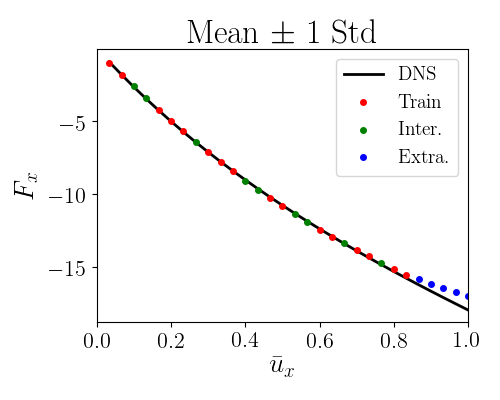 Mean ± 1 Std
DNS
Train
Inter.
Extra.
−5
−10
−15
F_x
0.0 0.2 0.4 0.6 0.8 1.0
ū_x